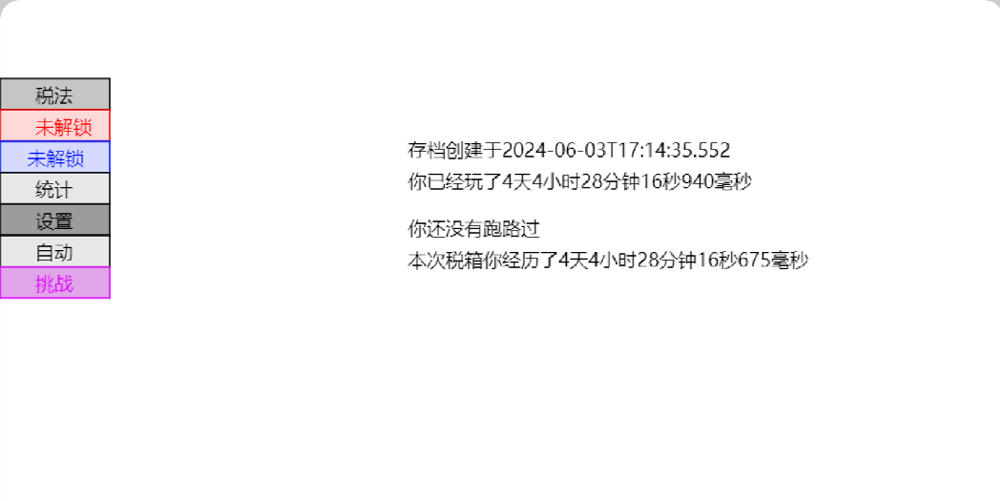 税法
未解锁
未解锁
统计
设置
自动
挑战
存档创建于2024-06-03T17:14:35.552
你已经玩了4天4小时28分钟16秒940毫秒
你还没有跑路过
本次税箱你经历了4天4小时28分钟16秒675毫秒